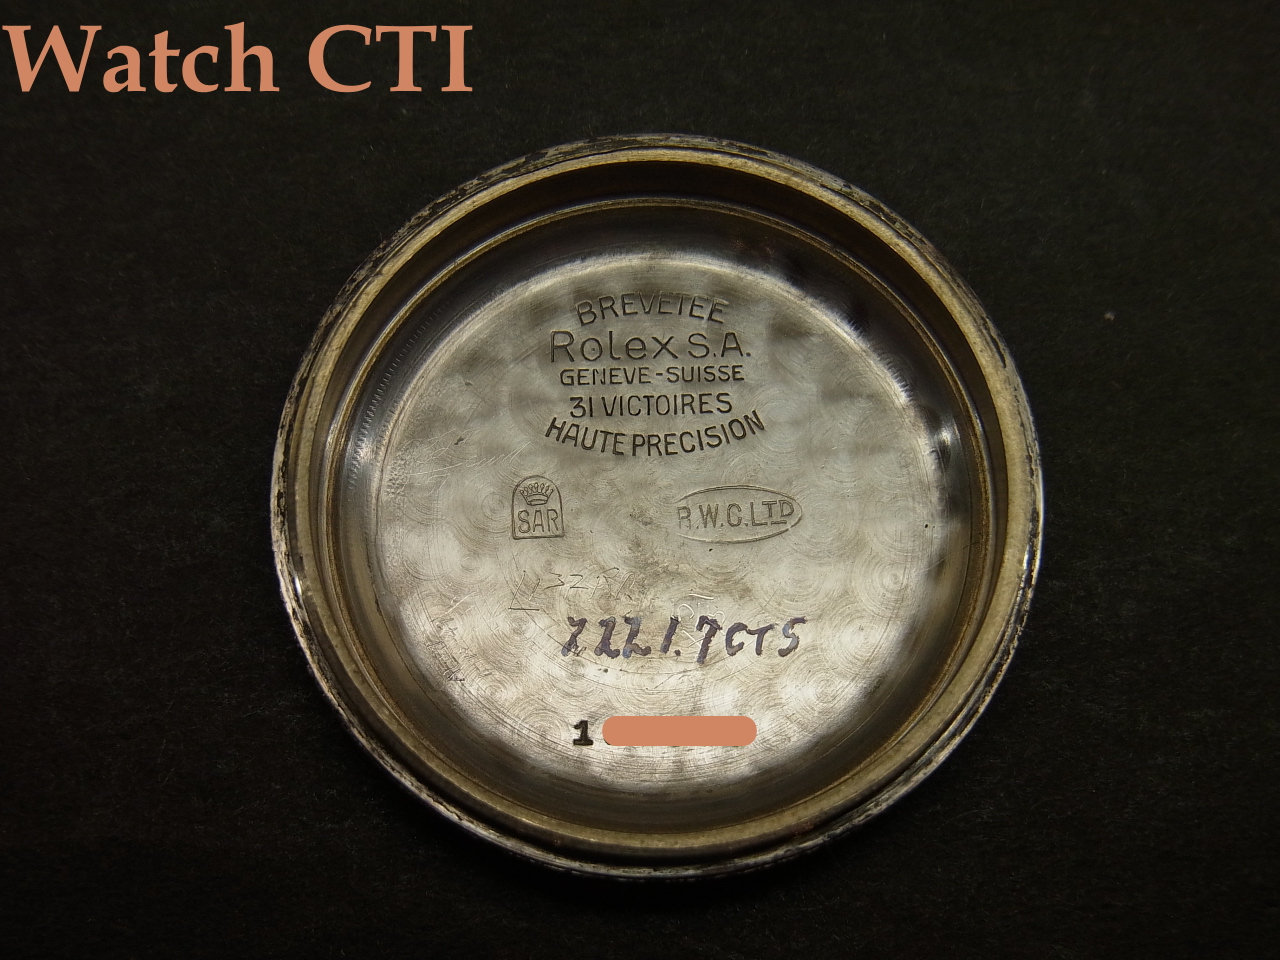 Watch CTI
BREVETEE
Rolex S.A.
GENEVE-SUISSE
31 VICTOIRES
HAUTE PRECISION
SAR
R.W.C.LTD
2221.7CTS
1